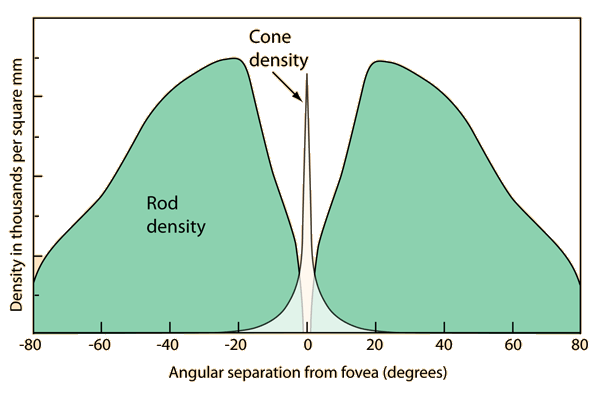 Cone
density
Rod
density
Density in thousands per square mm
-80 -60 -40 -20 0 20 40 60 80
Angular separation from fovea (degrees)